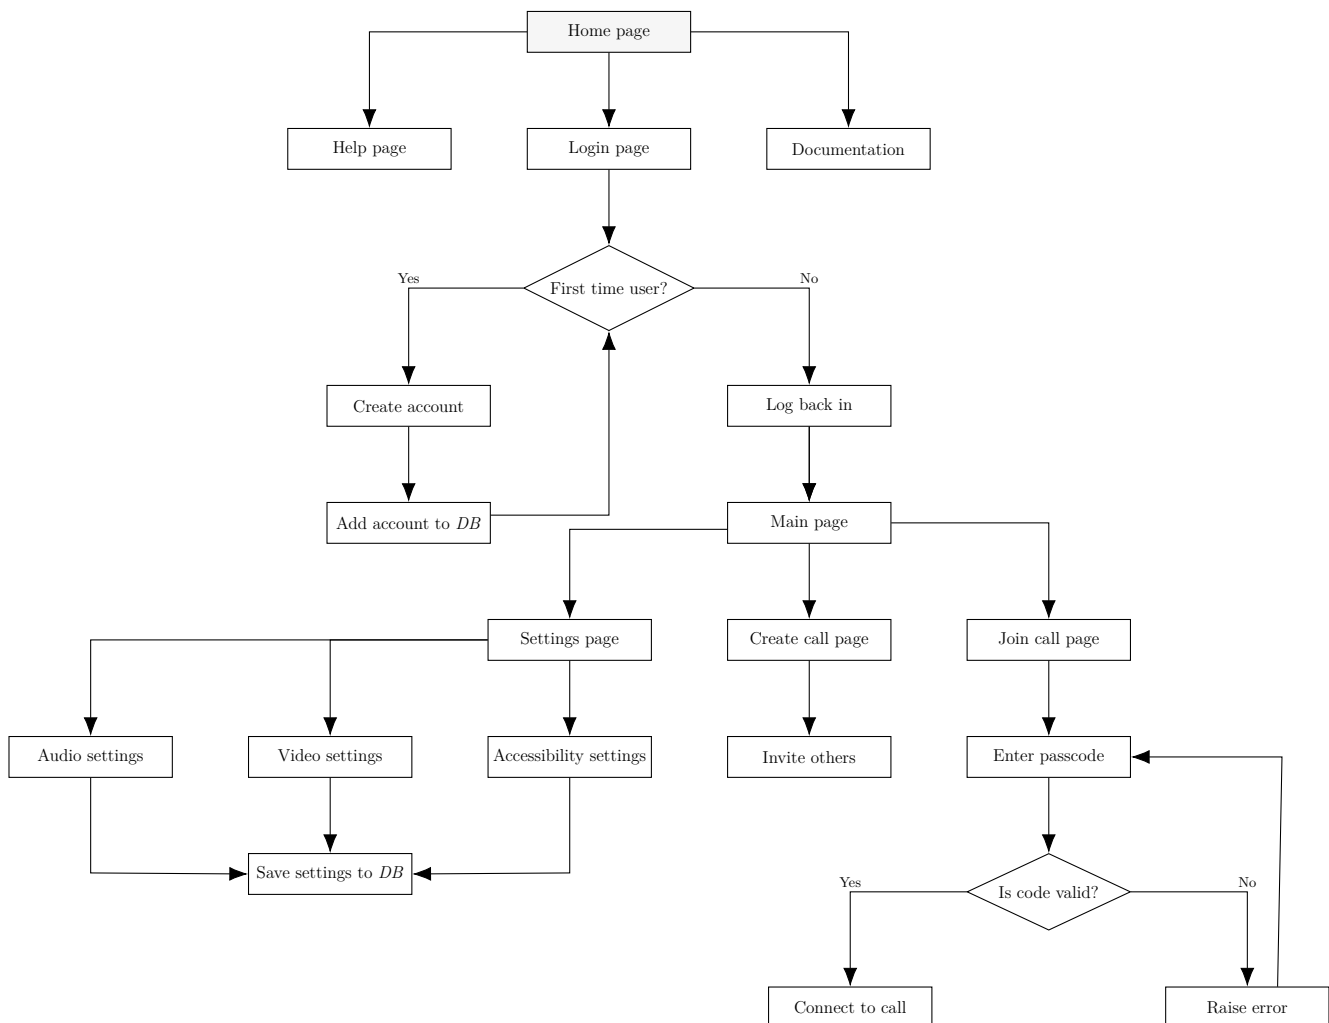 Home page
Help page
Login page
Documentation
First time user?
Yes
No
Create account
Log back in
Add account to DB
Main page
Settings page
Create call page
Join call page
Audio settings
Video settings
Accessibility settings
Invite others
Enter passcode
Save settings to DB
Is code valid?
Yes
No
Connect to call
Raise error